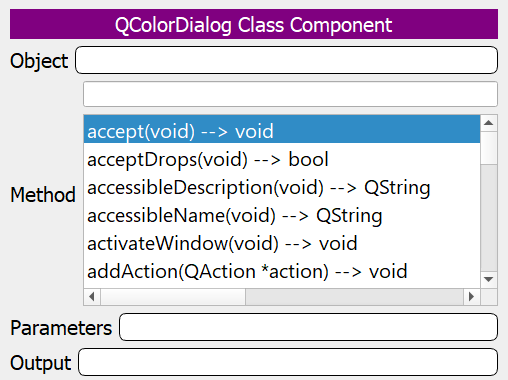 QColorDialog Class Component
Object
accept(void) --> void
acceptDrops(void) --> bool
accessibleDescription(void) --> QString
Method
accessibleName(void) --> QString
activateWindow(void) --> void
addAction(QAction *action) --> void
Parameters
Output